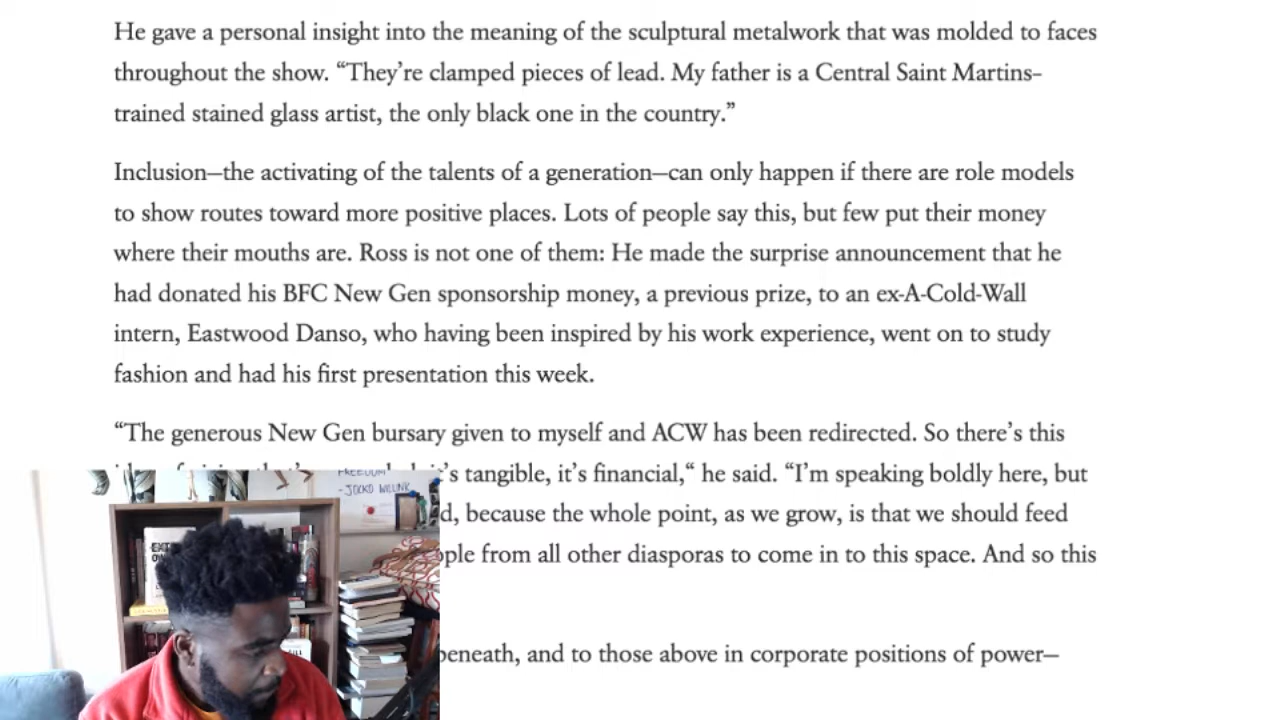 He gave a personal insight into the meaning of the sculptural metalwork that was molded to faces
throughout the show. “They’re clamped pieces of lead. My father is a Central Saint Martins–
trained stained glass artist, the only black one in the country.”
Inclusion—the activating of the talents of a generation—can only happen if there are role models
to show routes toward more positive places. Lots of people say this, but few put their money
where their mouths are. Ross is not one of them: He made the surprise announcement that he
had donated his BFC New Gen sponsorship money, a previous prize, to an ex-A-Cold-Wall
intern, Eastwood Danso, who having been inspired by his work experience, went on to study
fashion and had his first presentation this week.
“The generous New Gen bursary given to myself and ACW has been redirected. So there’s this
’s tangible, it’s financial,“ he said. “I’m speaking boldly here, but
d, because the whole point, as we grow, is that we should feed
ople from all other diasporas to come in to this space. And so this
beneath, and to those above in corporate positions of power—
FREEDOM
-JOCKO WILLINK